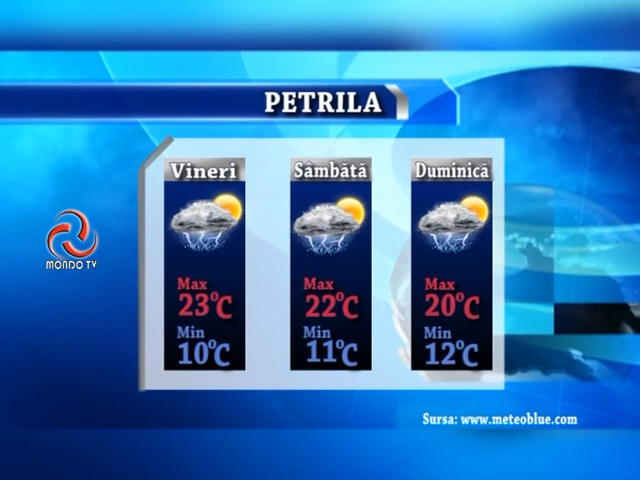 PETRILA
Vineri
Max
23°C
Min
10°C
Sâmbătă
Max
22°C
Min
11°C
Duminică
Max
20°C
Min
12°C
MONDO TV
Sursa: www.meteoblue.com